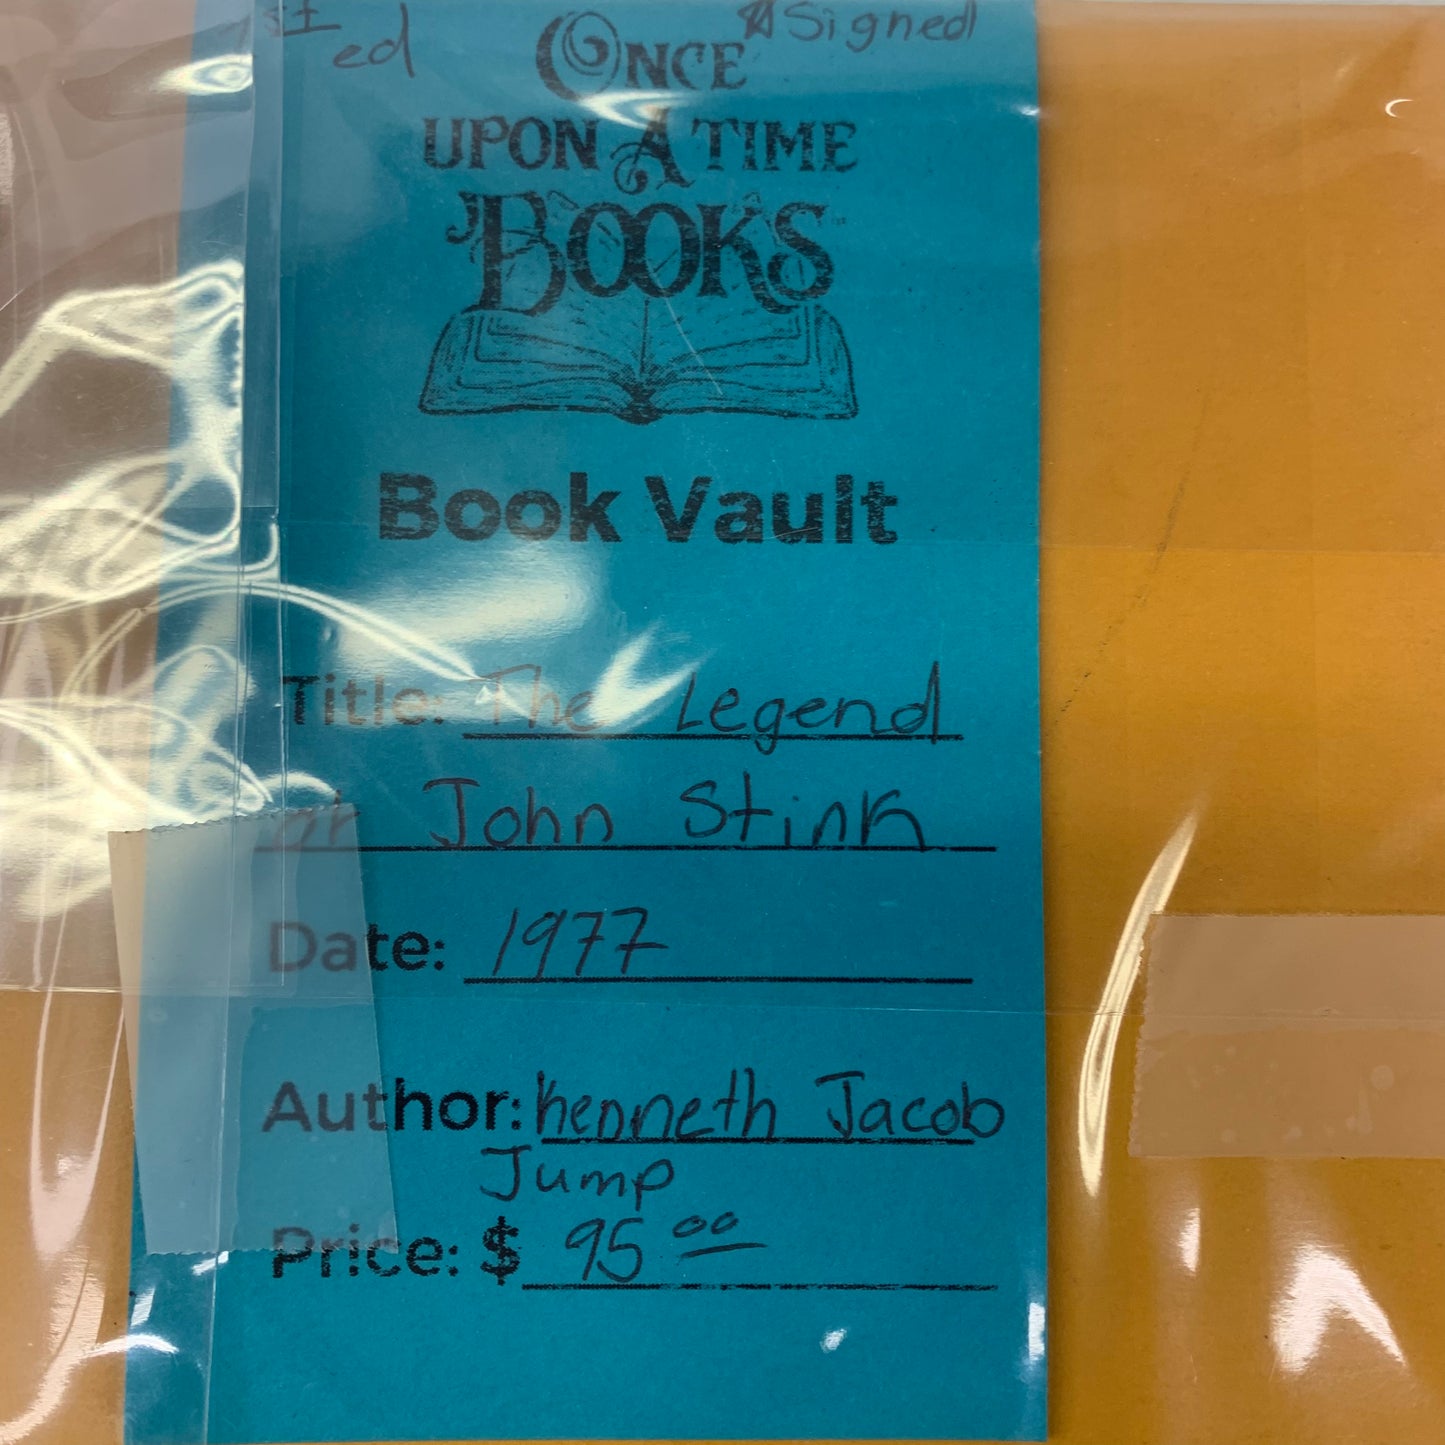 1st ed
*Signed
ONCE
UPON A TIME
BOOKS
Book Vault
Title: The Legend
of John Stink
Date: 1977
Author: Kenneth Jacob
Jump
Price: $ 95 00